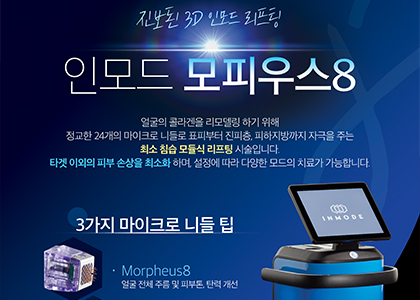 진보톤 3D 인모드 리프팅
인모드 모피우스8
얼굴의 콜라겐을 리모델링 하기 위해
정교한 24개의 마이크로 니들로 표피부터 진피층, 피하지방까지 자극을 주는
최소 침습 모듈식 리프팅 시술입니다.
타겟 이외의 피부 손상을 최소화 하며, 설정에 따라 다양한 모드의 치료가 가능합니다.
3가지 마이크로 니들 팁
INMODE
· Morpheus8
얼굴 전체 주름 및 피부톤, 탄력 개선